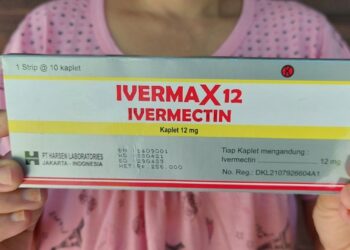 1 Strip @ 10 kaplet
IVERMAX 12
IVERMECTIN
Kaplet 12 mg
PT HARSEN LABORATORIES
JAKARTA - INDONESIA
Tiap Kaplet mengandung :
Ivermectin 12 mg
No. Reg.: DKL2107926604A1